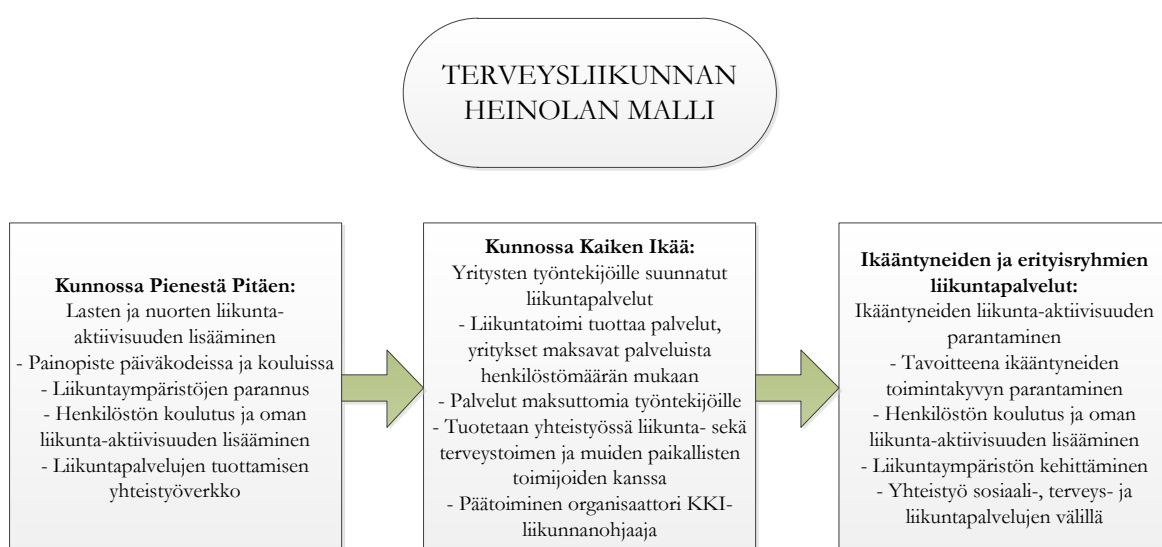 TERVEYSLIIKUNNAN
HEINOLAN MALLI
Kunnossa Pienestä Pitäen:
Lasten ja nuorten liikunta-
aktiivisuuden lisääminen
- Painopiste päiväkodeissa ja kouluissa
- Liikuntaympäristöjen parannus
- Henkilöstön koulutus ja oman
liikunta-aktiivisuuden lisääminen
- Liikuntapalvelujen tuottamisen
yhteistyöverkko
Kunnossa Kaiken Ikää:
Yritysten työntekijöille suunnatut
liikuntapalvelut
- Liikuntatoimi tuottaa palvelut,
yritykset maksavat palveluista
henkilöstömäärän mukaan
- Palvelut maksuttomia työntekijöille
- Tuotetaan yhteistyössä liikunta- sekä
terveystoimen ja muiden paikallisten
toimijoiden kanssa
- Päätoiminen organisaattori KKI-
liikunnanohjaaja
Ikääntyneiden ja erityisryhmien
liikuntapalvelut:
Ikääntyneiden liikunta-aktiivisuuden
parantaminen
- Tavoitteena ikääntyneiden
toimintakyvyn parantaminen
- Henkilöstön koulutus ja oman
liikunta-aktiivisuuden lisääminen
- Liikuntaympäristön kehittäminen
- Yhteistyö sosiaali-, terveys- ja
liikuntapalvelujen välillä